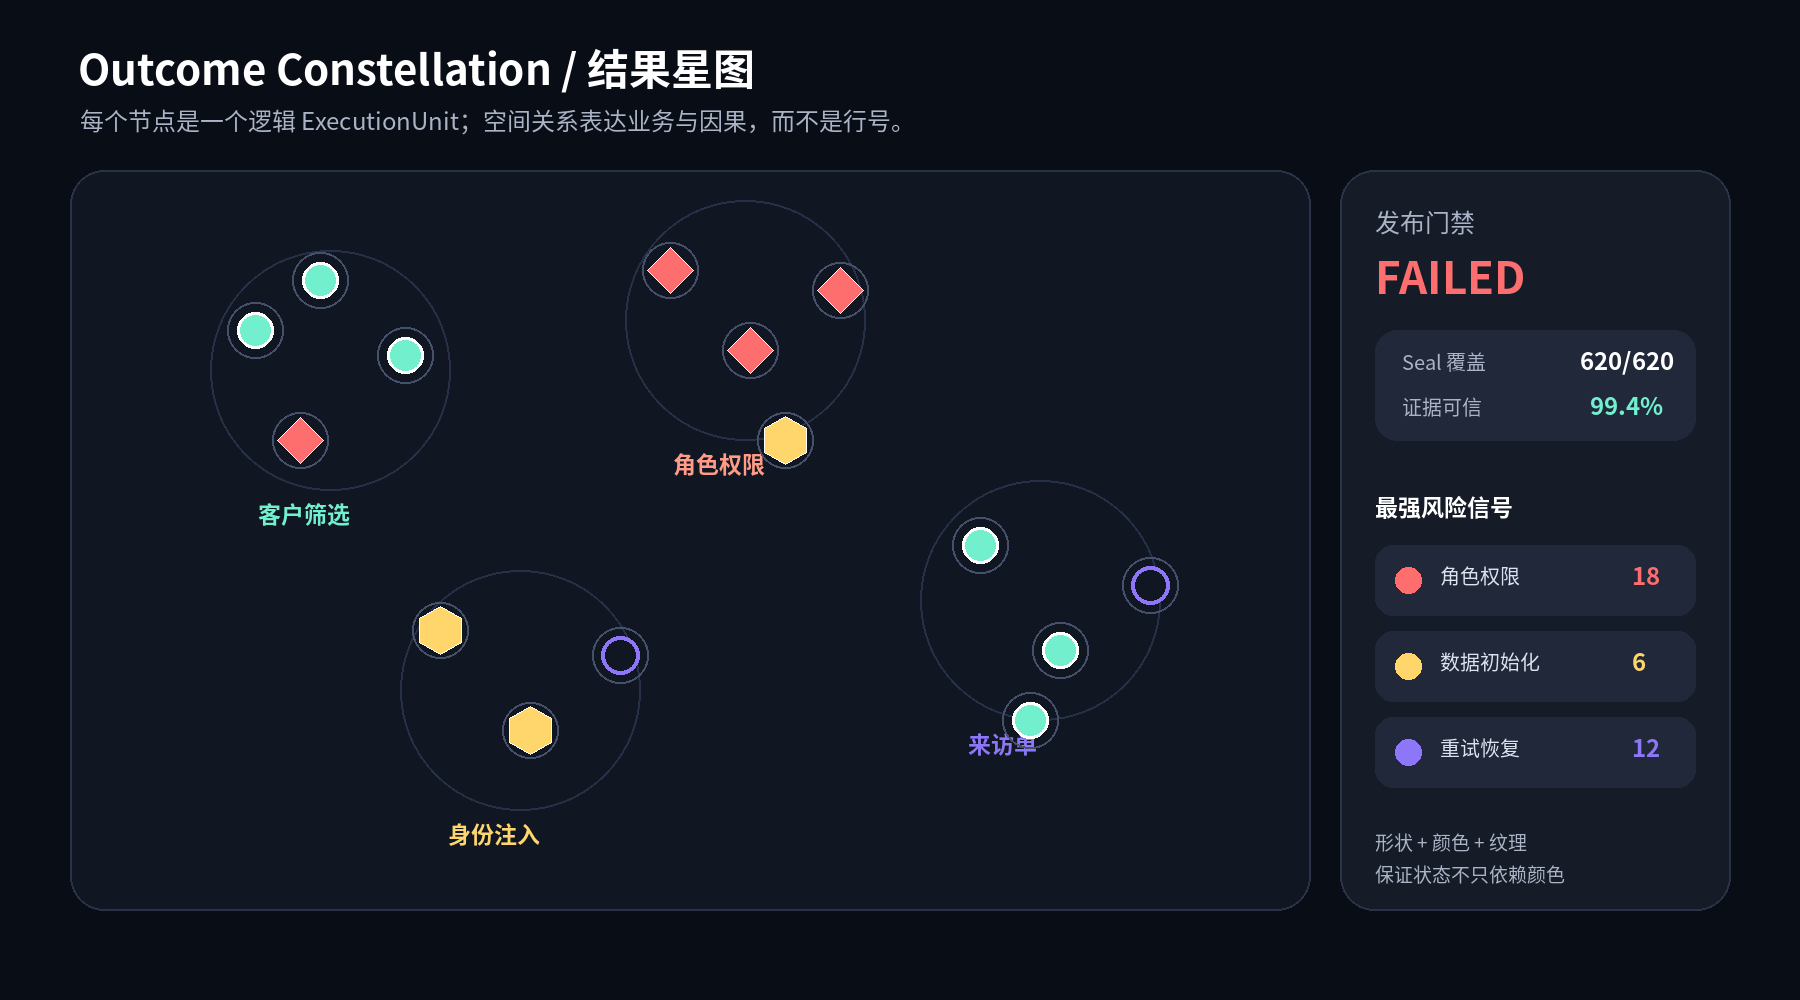 Outcome Constellation / 结果星图
每个节点是一个逻辑 ExecutionUnit；空间关系表达业务与因果，而不是行号。
客户筛选
角色权限
身份注入
来访单
发布门禁
FAILED
Seal 覆盖 620/620
证据可信 99.4%
最强风险信号
角色权限 18
数据初始化 6
重试恢复 12
形状 + 颜色 + 纹理
保证状态不只依赖颜色